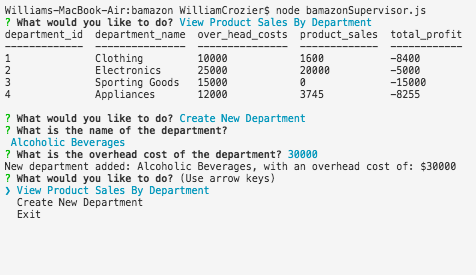 Williams-MacBook-Air:bamazon WilliamCrozier$ node bamazonSupervisor.js
? What would you like to do? View Product Sales By Department
department_id  department_name  over_head_costs  product_sales  total_profit
-------------  ---------------  ---------------  -------------  ------------
1              Clothing         10000            1600           -8400
2              Electronics      25000            20000          -5000
3              Sporting Goods   15000            0              -15000
4              Appliances       12000            3745           -8255
? What would you like to do? Create New Department
? What is the name of the department?
Alcoholic Beverages
? What is the overhead cost of the department? 30000
New department added: Alcoholic Beverages, with an overhead cost of: $30000
? What would you like to do? (Use arrow keys)
❯ View Product Sales By Department
Create New Department
Exit